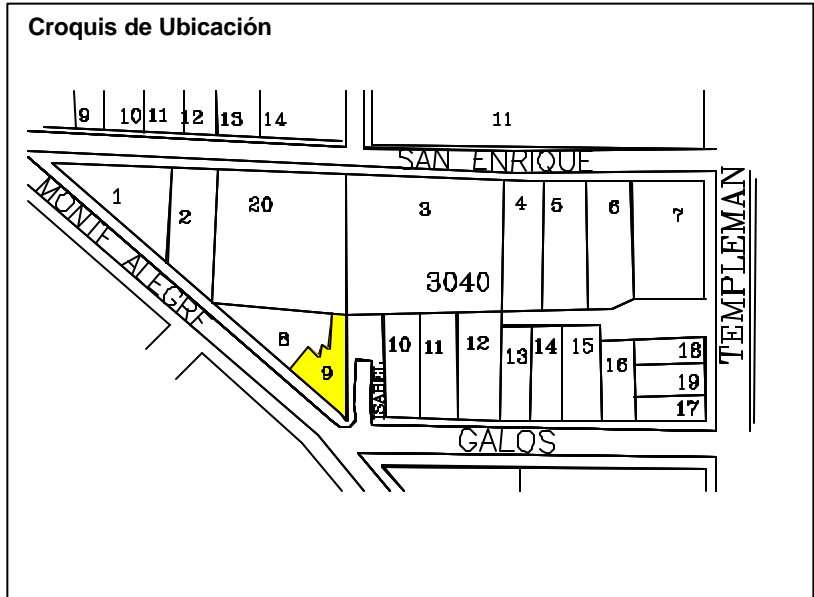 Croquis de Ubicación
9 10 11 12 13 14 11
SAN ENRIQUE
1 2 20 3 4 5 6 7
MONTE ALEGRE
TEMPLEMAN
3040
8 9 ISABEL 10 11 12 13 14 15 16 18
19
17
GALOS